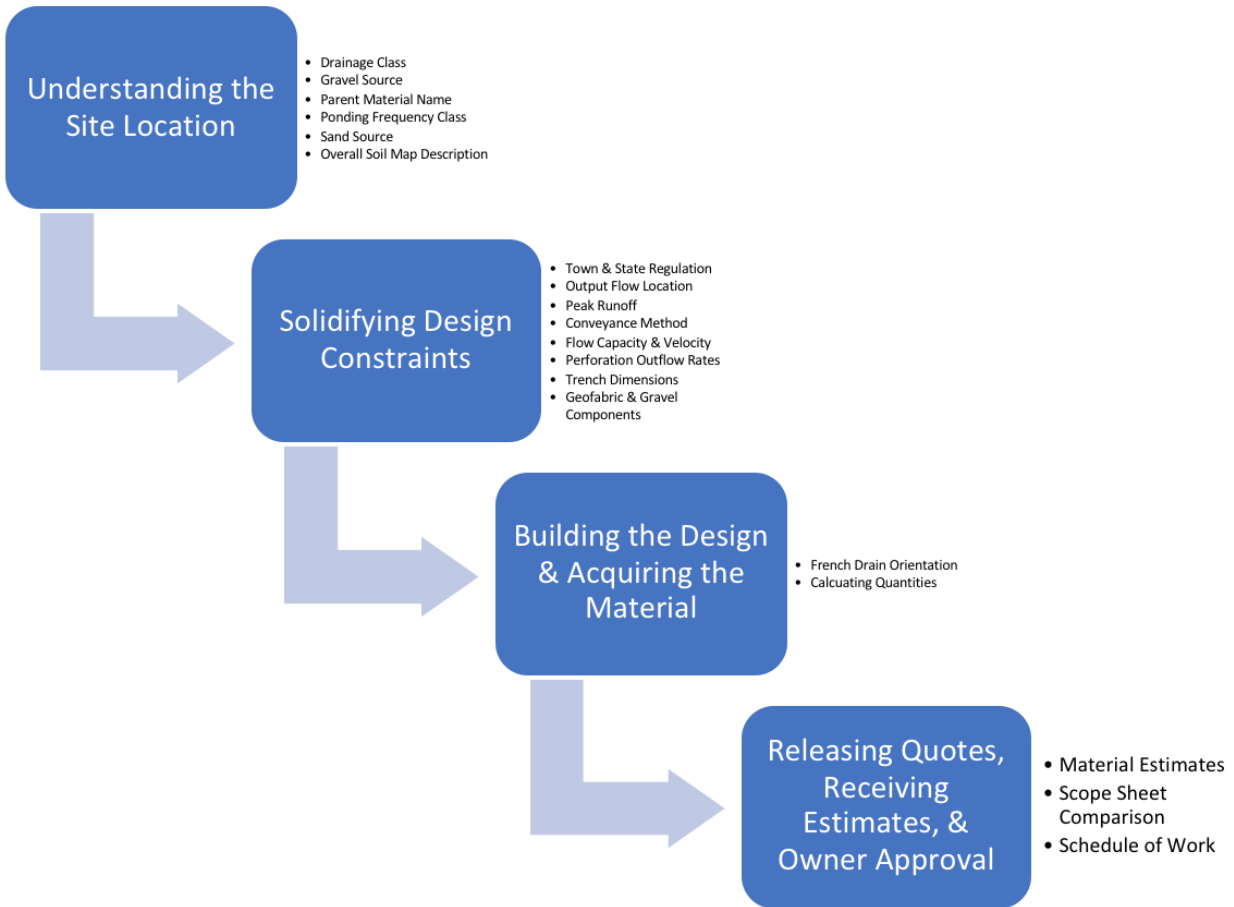 Understanding the
Site Location
• Drainage Class
• Gravel Source
• Parent Material Name
• Ponding Frequency Class
• Sand Source
• Overall Soil Map Description
Solidifying Design
Constraints
• Town & State Regulation
• Output Flow Location
• Peak Runoff
• Conveyance Method
• Flow Capacity & Velocity
• Perforation Outflow Rates
• Trench Dimensions
• Geofabric & Gravel
Components
Building the Design
& Acquiring the
Material
• French Drain Orientation
• Calcuating Quantities
Releasing Quotes,
Receiving
Estimates, &
Owner Approval
• Material Estimates
• Scope Sheet
Comparison
• Schedule of Work